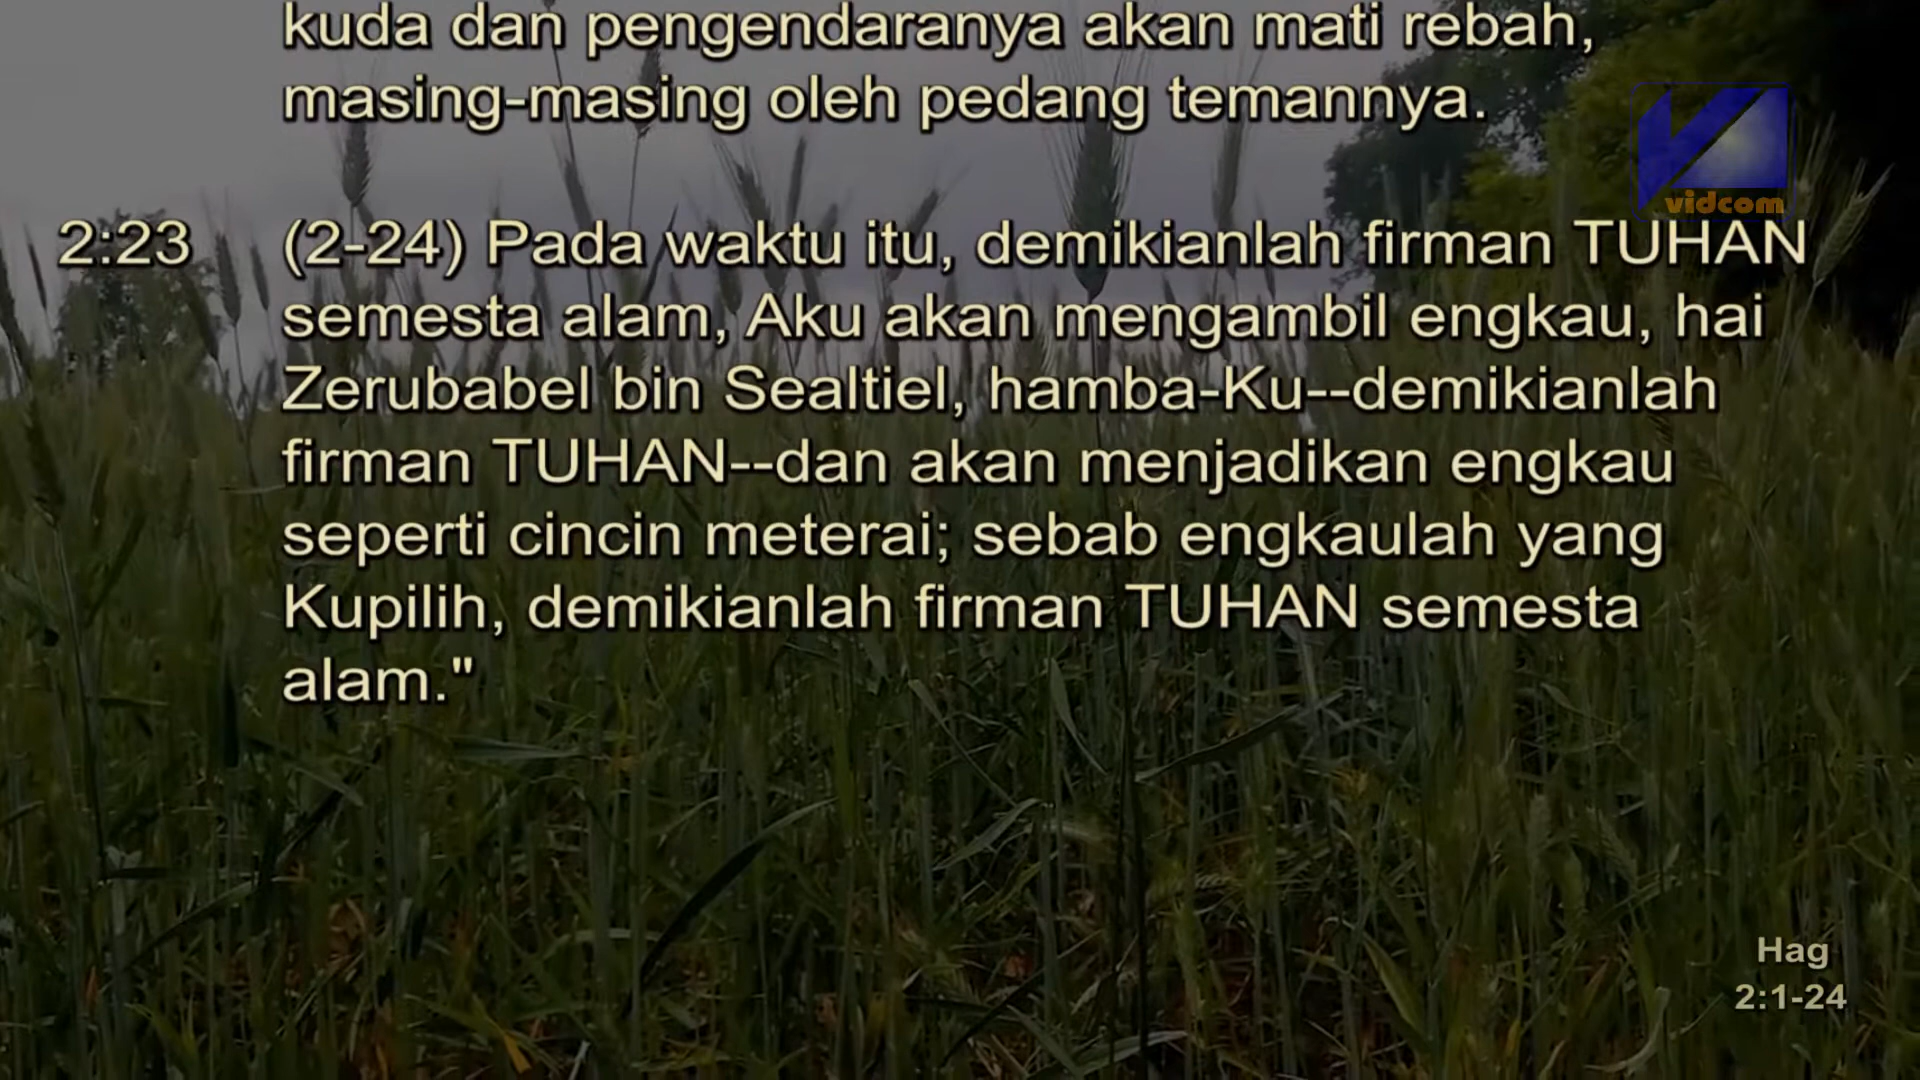 kuda dan pengendaranya akan mati rebah,
masing-masing oleh pedang temannya.
vidcom
2:23 (2-24) Pada waktu itu, demikianlah firman TUHAN
semesta alam, Aku akan mengambil engkau, hai
Zerubabel bin Sealtiel, hamba-Ku--demikianlah
firman TUHAN--dan akan menjadikan engkau
seperti cincin meterai; sebab engkaulah yang
Kupilih, demikianlah firman TUHAN semesta
alam."
Hag
2:1-24